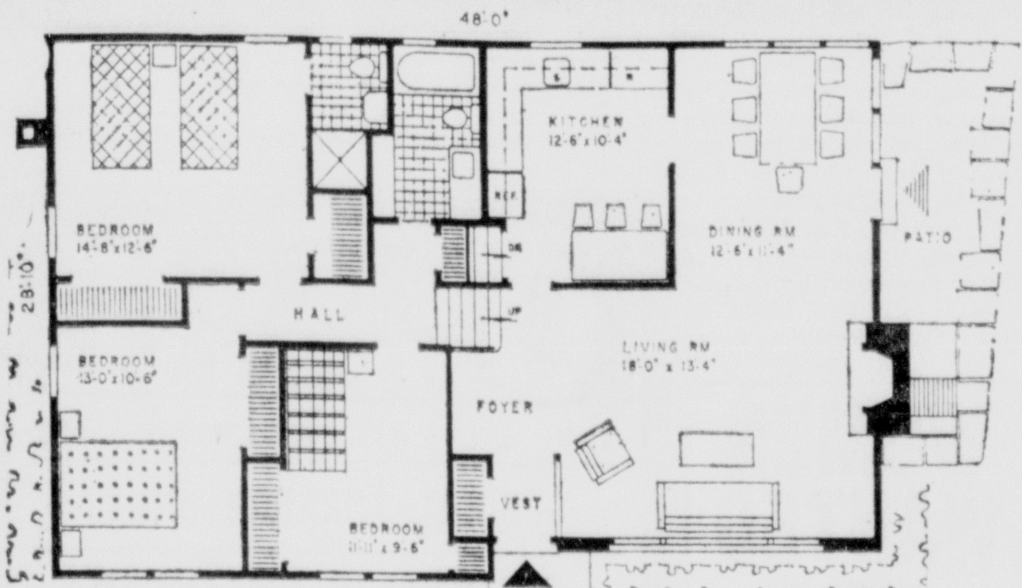 48'-0"
KITCHEN
12'-6" x 10'-4"
S
R
REF.
BEDROOM
14'-8" x 12'-6"
DINING RM
12'-6" x 11'-4"
PATIO
DN
UP
28'-10"
HALL
BEDROOM
13'-0" x 10'-6"
LIVING RM
18'-0" x 13'-4"
FOYER
VEST
BEDROOM
11'-11" x 9'-6"